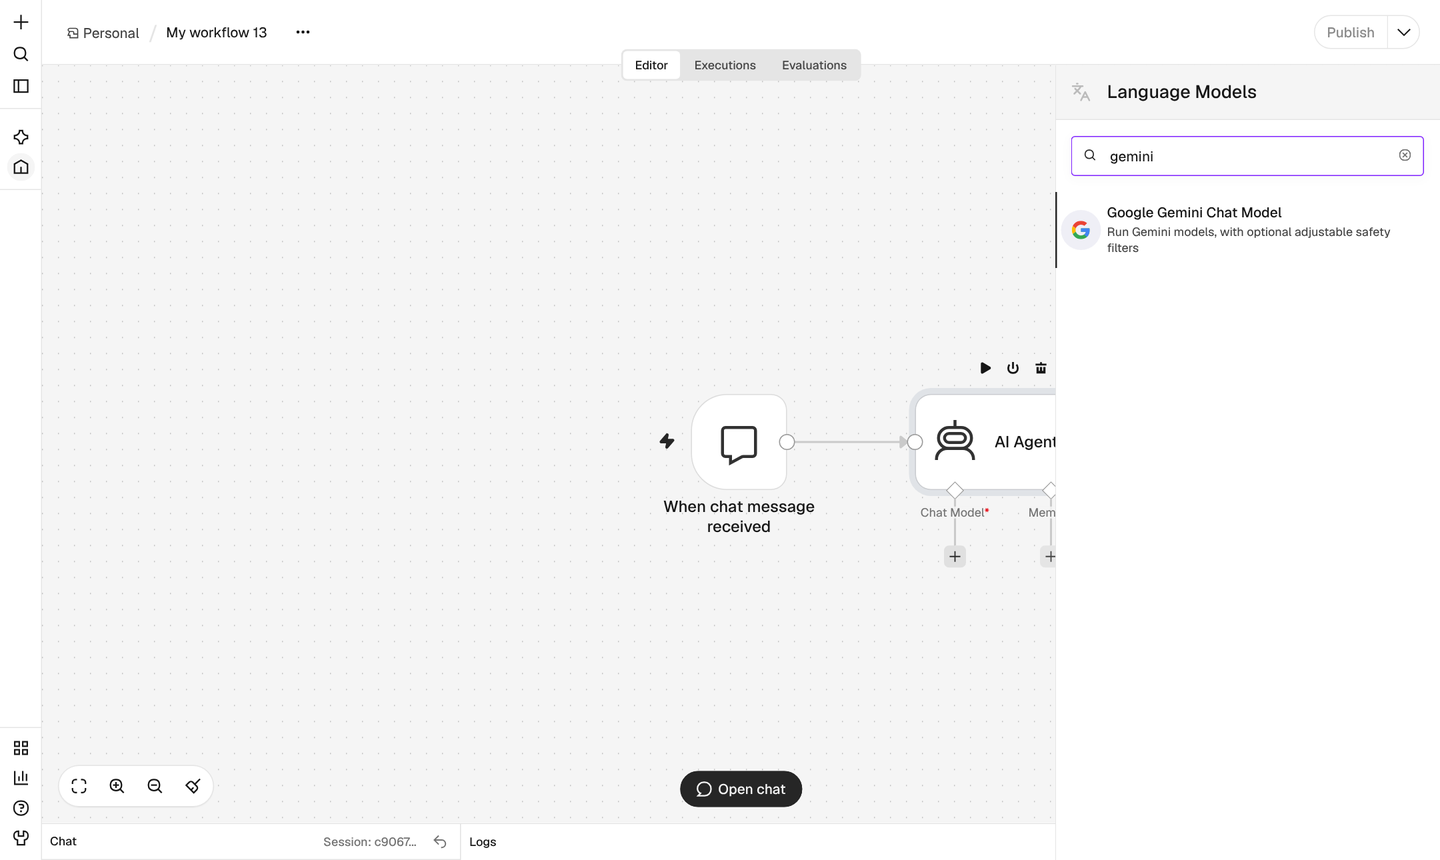 Personal / My workflow 13 •••
Publish
Editor
Executions
Evaluations
Language Models
gemini
Google Gemini Chat Model
Run Gemini models, with optional adjustable safety
filters
AI Agent
When chat message
received
Chat Model*
Mem
Open chat
Chat
Session: c9067...
Logs